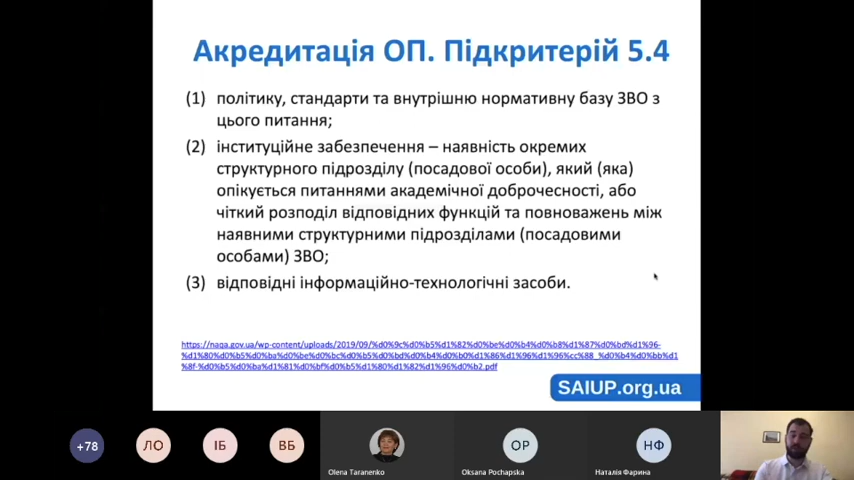 Акредитація ОП. Підкритерій 5.4
(1) політику, стандарти та внутрішню нормативну базу ЗВО з
цього питання;
(2) інституційне забезпечення – наявність окремих
структурного підрозділу (посадової особи), який (яка)
опікується питаннями академічної доброчесності, або
чіткий розподіл відповідних функцій та повноважень між
наявними структурними підрозділами (посадовими
особами) ЗВО;
(3) відповідні інформаційно-технологічні засоби.
SAIUP.org.ua
+78
ЛО
ІБ
ВБ
OP
НФ
Olena Taranenko
Oksana Pochapska
Наталія Фарина